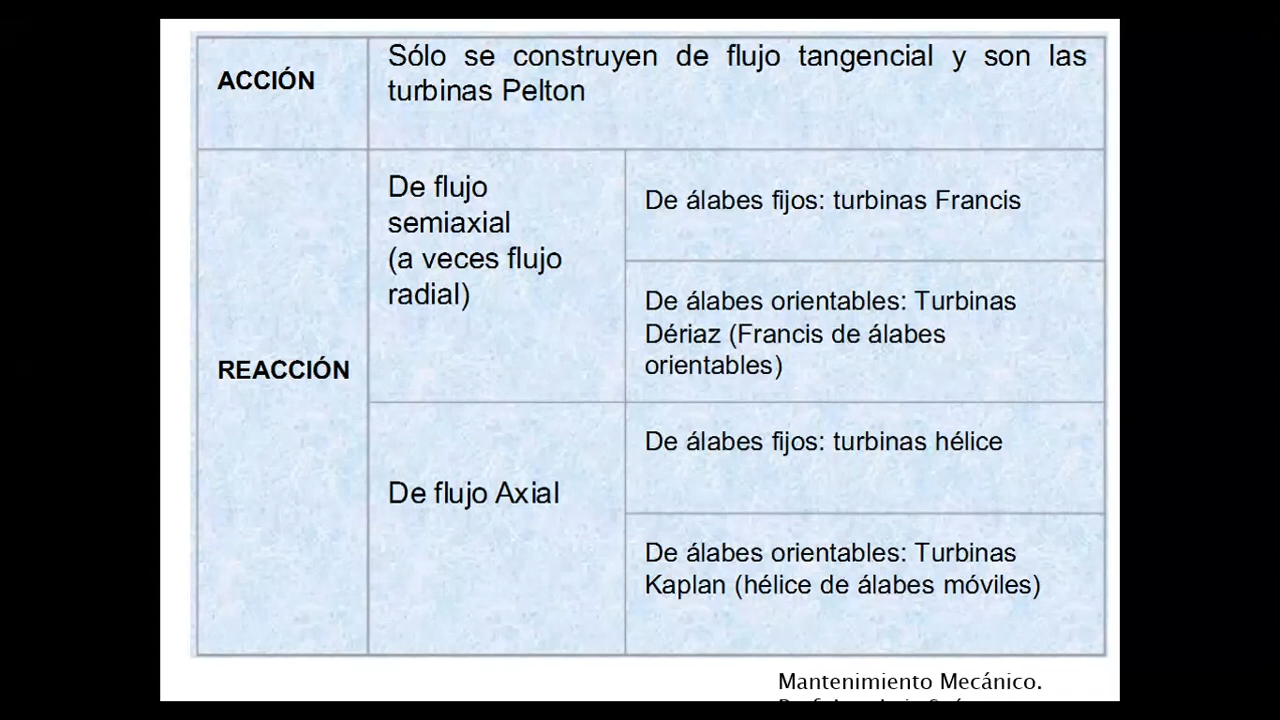 ACCIÓN
Sólo se construyen de flujo tangencial y son las
turbinas Pelton
REACCIÓN
De flujo
semiaxial
(a veces flujo
radial)
De álabes fijos: turbinas Francis
De álabes orientables: Turbinas
Dériaz (Francis de álabes
orientables)
De flujo Axial
De álabes fijos: turbinas hélice
De álabes orientables: Turbinas
Kaplan (hélice de álabes móviles)
Mantenimiento Mecánico.